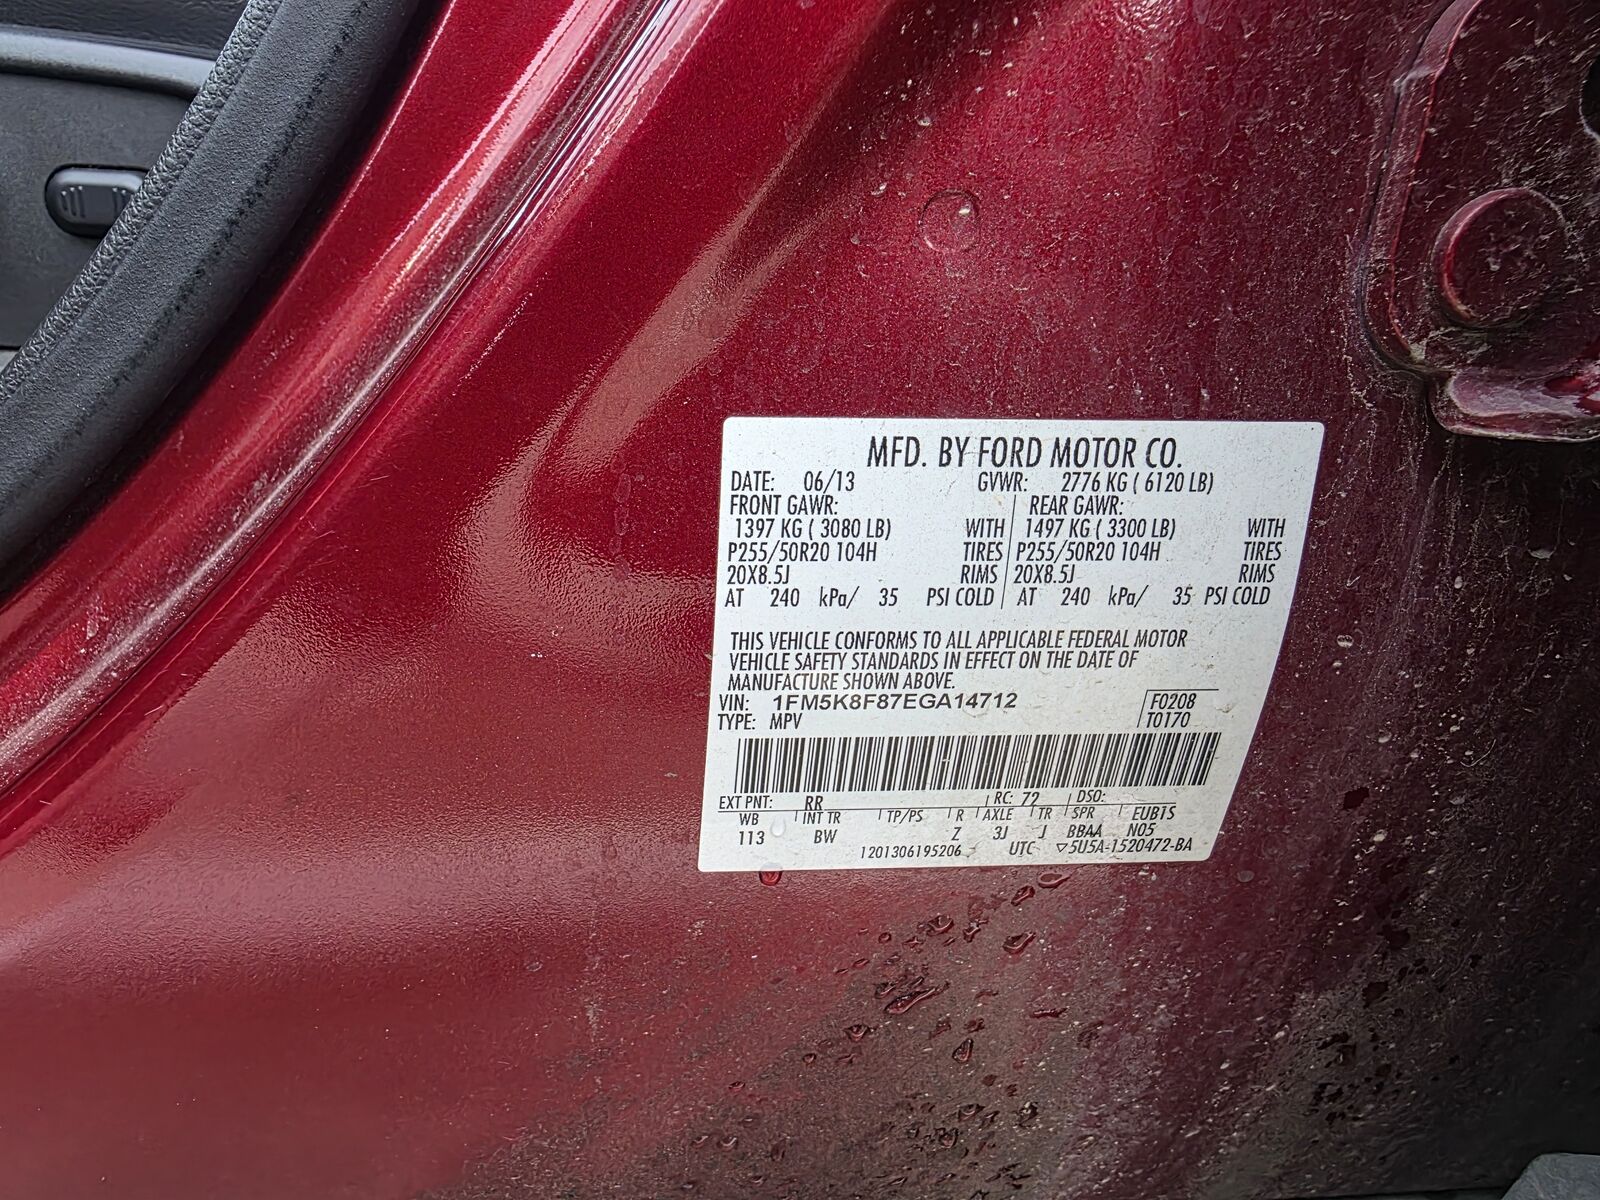 MFD. BY FORD MOTOR CO.
DATE: 06/13 GVWR: 2776 KG ( 6120 LB)
FRONT GAWR: REAR GAWR:
1397 KG ( 3080 LB) WITH 1497 KG ( 3300 LB) WITH
P255/50R20 104H TIRES P255/50R20 104H TIRES
20X8.5J RIMS 20X8.5J RIMS
AT 240 kPa/ 35 PSI COLD AT 240 kPa/ 35 PSI COLD
THIS VEHICLE CONFORMS TO ALL APPLICABLE FEDERAL MOTOR
VEHICLE SAFETY STANDARDS IN EFFECT ON THE DATE OF
MANUFACTURE SHOWN ABOVE.
VIN: 1FM5K8F87EGA14712 F0208
TYPE: MPV T0170
EXT PNT: RR RC: 72 DSO:
WB INT TR TP/PS R AXLE TR SPR EUB1S
113 BW Z 3J J BBAA N05
1201306195206 UTC ▽5U5A-1520472-BA